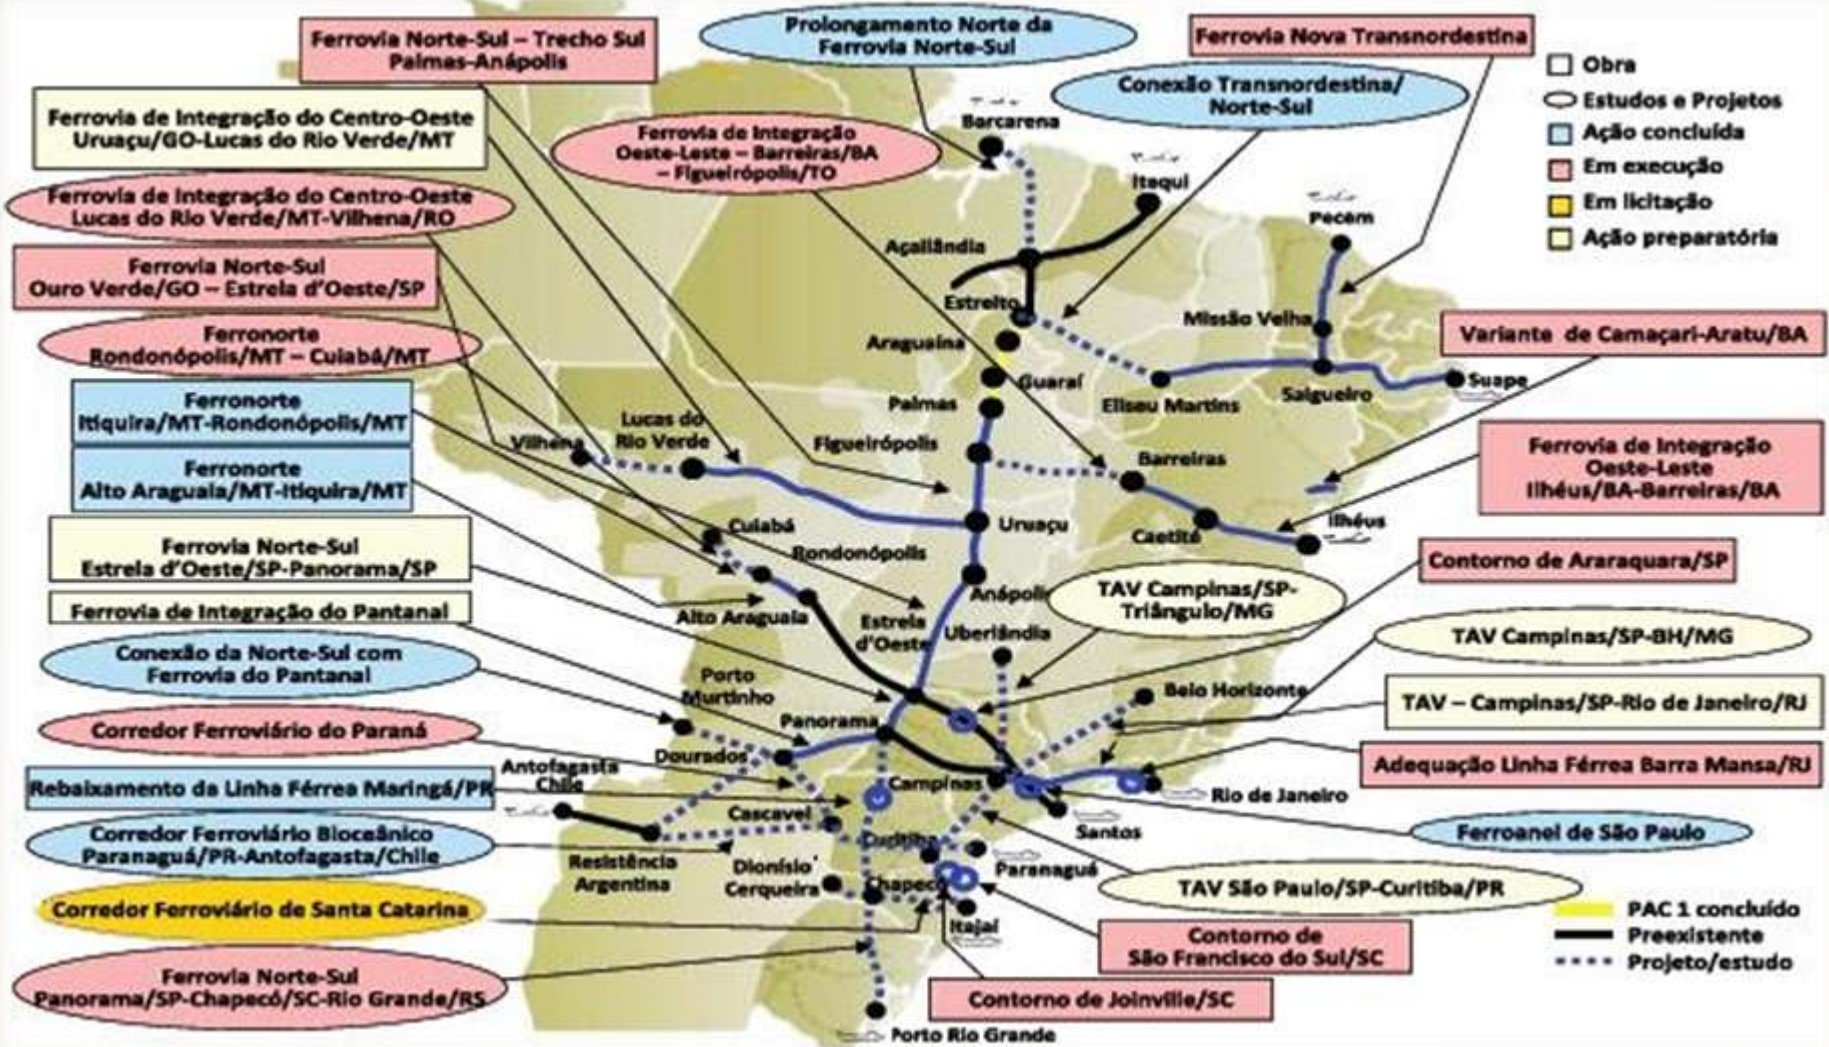 Ferrovia Norte-Sul – Trecho Sul
Palmas-Anápolis
Prolongamento Norte da
Ferrovia Norte-Sul
Ferrovia Nova Transnordestina
Conexão Transnordestina/
Norte-Sul
Obra
Estudos e Projetos
Ação concluída
Em execução
Em licitação
Ação preparatória
Ferrovia de Integração do Centro-Oeste
Uruaçu/GO-Lucas do Rio Verde/MT
Ferrovia de Integração
Oeste-Leste – Barreiras/BA
– Figueirópolis/TO
Ferrovia de Integração do Centro-Oeste
Lucas do Rio Verde/MT-Vilhena/RO
Ferrovia Norte-Sul
Ouro Verde/GO – Estrela d'Oeste/SP
Ferronorte
Rondonópolis/MT – Cuiabá/MT
Ferronorte
Itiquira/MT-Rondonópolis/MT
Ferronorte
Alto Araguaia/MT-Itiquira/MT
Ferrovia Norte-Sul
Estrela d'Oeste/SP-Panorama/SP
Ferrovia de Integração do Pantanal
Conexão da Norte-Sul com
Ferrovia do Pantanal
Corredor Ferroviário do Paraná
Rebaixamento da Linha Férrea Maringá/PR
Corredor Ferroviário Bioceânico
Paranaguá/PR-Antofagasta/Chile
Corredor Ferroviário de Santa Catarina
Ferrovia Norte-Sul
Panorama/SP-Chapecó/SC-Rio Grande/RS
Barcarena
Itaqui
Pecém
Açailândia
Estreito
Missão Velha
Araguaína
Guaraí
Palmas
Eliseu Martins
Salgueiro
Suape
Variante de Camaçari-Aratu/BA
Lucas do
Rio Verde
Vilhena
Figueirópolis
Barreiras
Ferrovia de Integração
Oeste-Leste
Ilhéus/BA-Barreiras/BA
Cuiabá
Uruaçu
Caetité
Ilhéus
Rondonópolis
Contorno de Araraquara/SP
Anápolis
TAV Campinas/SP-
Triângulo/MG
Alto Araguaia
Estrela
d'Oeste
Uberlândia
TAV Campinas/SP-BH/MG
Porto
Murtinho
Belo Horizonte
TAV – Campinas/SP-Rio de Janeiro/RJ
Panorama
Dourados
Adequação Linha Férrea Barra Mansa/RJ
Antofagasta
Chile
Campinas
Rio de Janeiro
Cascavel
Santos
Ferroanel de São Paulo
Curitiba
Resistência
Argentina
Dionísio
Cerqueira
Paranaguá
Chapecó
TAV São Paulo/SP-Curitiba/PR
Itajaí
Contorno de
São Francisco do Sul/SC
Contorno de Joinville/SC
Porto Rio Grande
PAC 1 concluído
Preexistente
Projeto/estudo